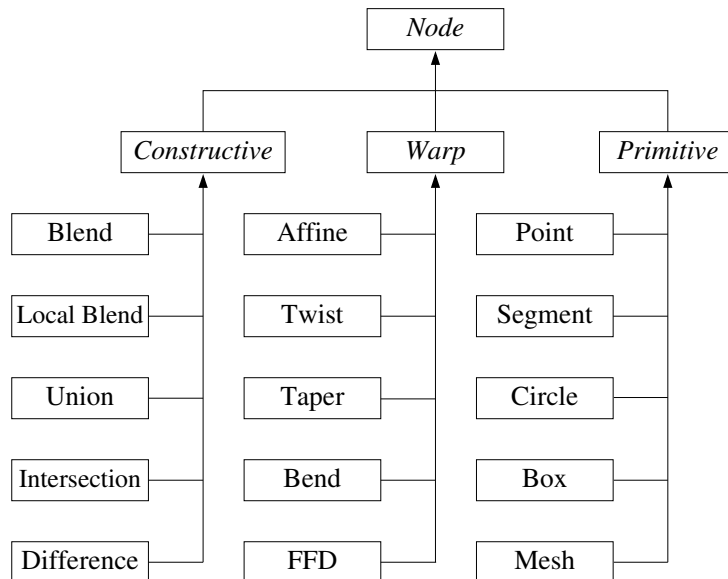 Node
Constructive
Warp
Primitive
Blend
Affine
Point
Local Blend
Twist
Segment
Union
Taper
Circle
Intersection
Bend
Box
Difference
FFD
Mesh